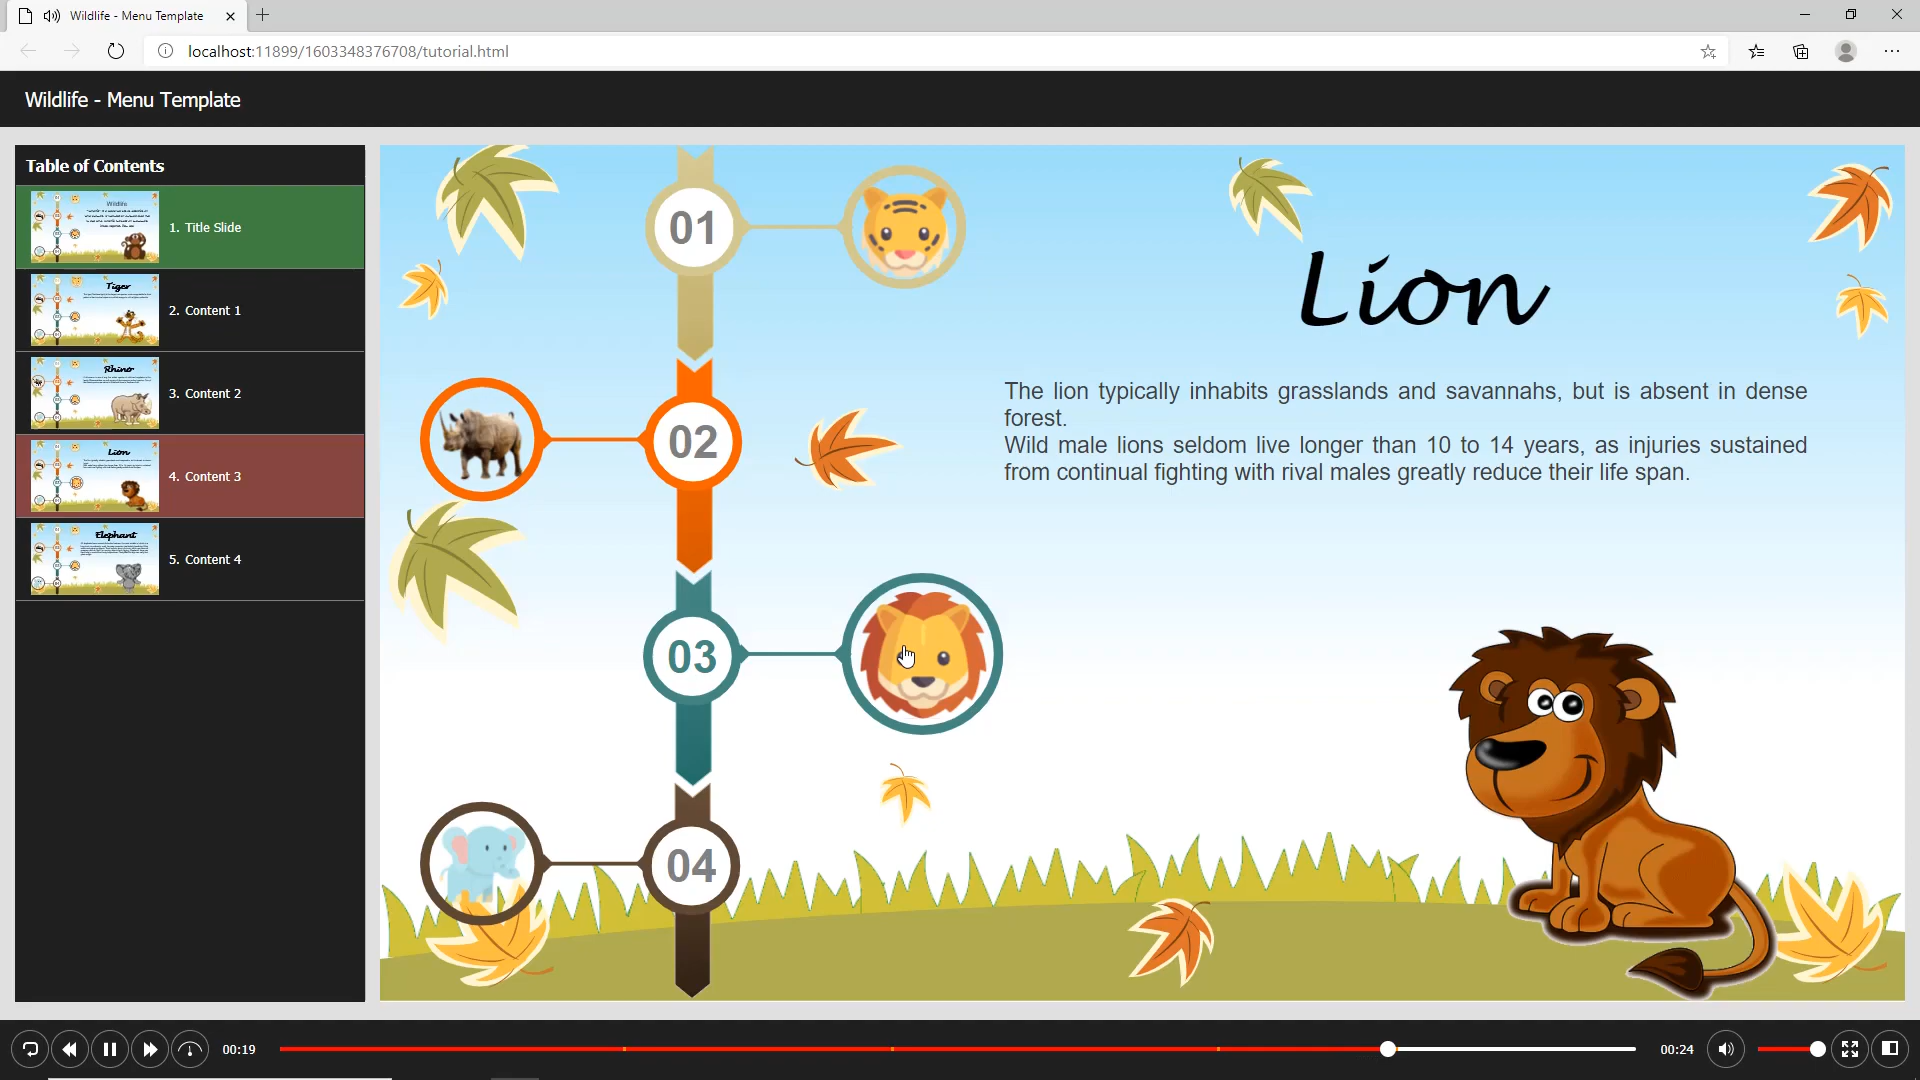 Wildlife - Menu Template
localhost:11899/1603348376708/tutorial.html
Wildlife - Menu Template
Table of Contents
Wildlife
1. Title Slide
Tiger
2. Content 1
Rhino
3. Content 2
Lion
4. Content 3
Elephant
5. Content 4
01
02
03
04
Lion
The lion typically inhabits grasslands and savannahs, but is absent in dense
forest.
Wild male lions seldom live longer than 10 to 14 years, as injuries sustained
from continual fighting with rival males greatly reduce their life span.
00:19
00:24